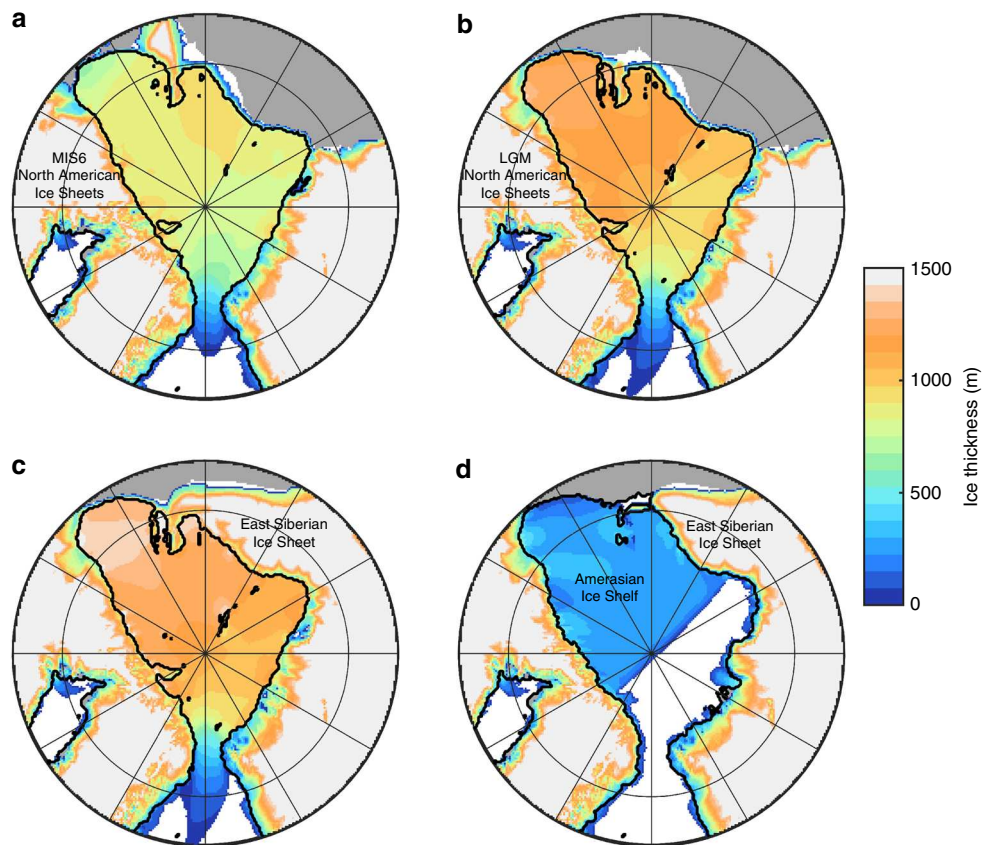 a
b
MIS6
North American
Ice Sheets
LGM
North American
Ice Sheets
1500
1000
500
0
Ice thickness (m)
c
d
East Siberian
Ice Sheet
East Siberian
Ice Sheet
Amerasian
Ice Shelf